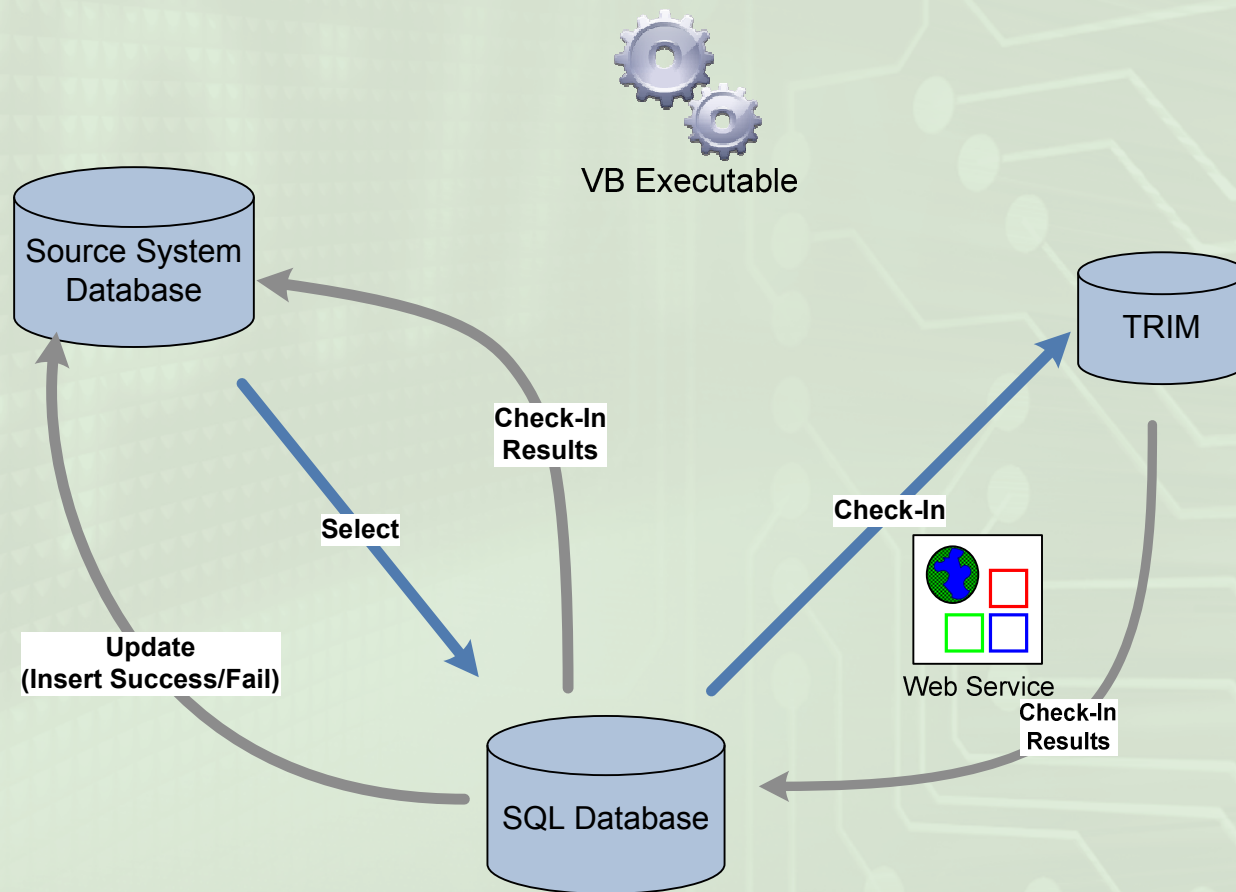 VB Executable
Source System
Database
TRIM
Check-In
Results
Select
Check-In
Update
(Insert Success/Fail)
Web Service
Check-In
Results
SQL Database